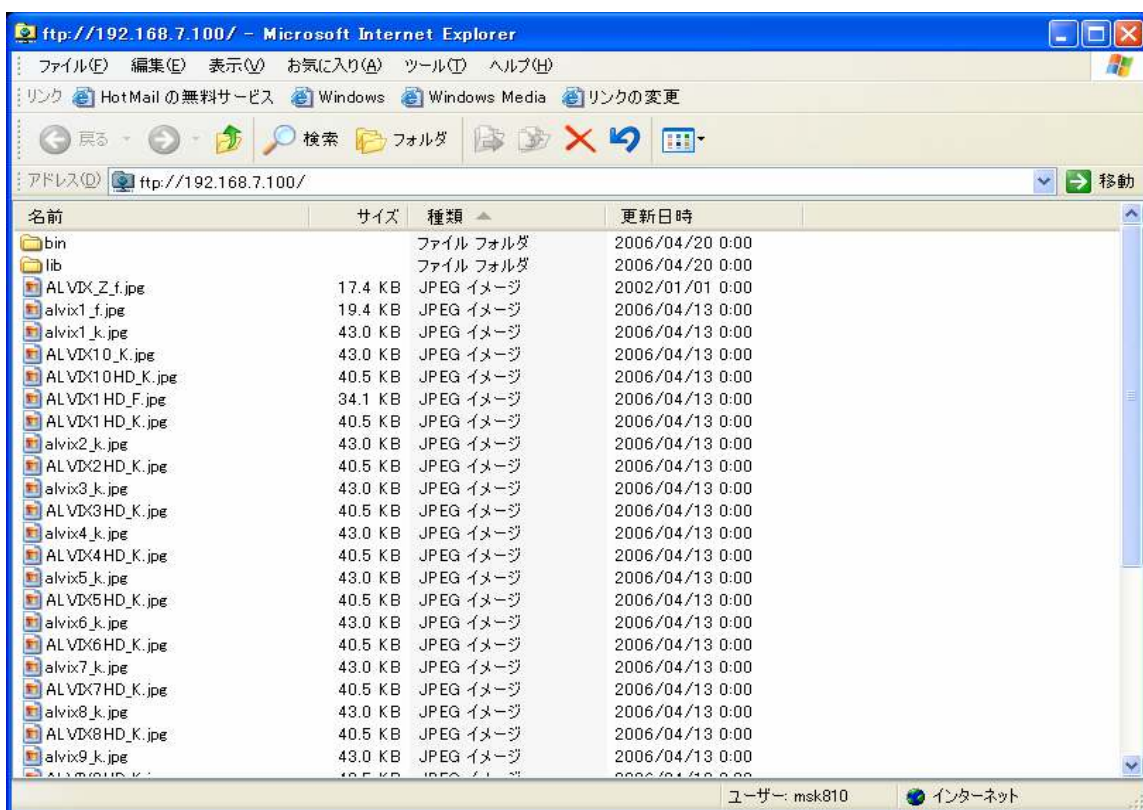 ftp://192.168.7.100/ - Microsoft Internet Explorer
ファイル(F) 編集(E) 表示(V) お気に入り(A) ツール(T) ヘルプ(H)
リンク HotMail の無料サービス Windows Windows Media リンクの変更
戻る 検索 フォルダ
アドレス(D) ftp://192.168.7.100/ 移動
名前 サイズ 種類 更新日時
bin ファイル フォルダ 2006/04/20 0:00
lib ファイル フォルダ 2006/04/20 0:00
ALVIX_Z_f.jpg 17.4 KB JPEG イメージ 2002/01/01 0:00
alvix1_f.jpg 19.4 KB JPEG イメージ 2006/04/13 0:00
alvix1_k.jpg 43.0 KB JPEG イメージ 2006/04/13 0:00
ALVIX10_K.jpg 43.0 KB JPEG イメージ 2006/04/13 0:00
ALVIX10HD_K.jpg 40.5 KB JPEG イメージ 2006/04/13 0:00
ALVIX1HD_F.jpg 34.1 KB JPEG イメージ 2006/04/13 0:00
ALVIX1HD_K.jpg 40.5 KB JPEG イメージ 2006/04/13 0:00
alvix2_k.jpg 43.0 KB JPEG イメージ 2006/04/13 0:00
ALVIX2HD_K.jpg 40.5 KB JPEG イメージ 2006/04/13 0:00
alvix3_k.jpg 43.0 KB JPEG イメージ 2006/04/13 0:00
ALVIX3HD_K.jpg 40.5 KB JPEG イメージ 2006/04/13 0:00
alvix4_k.jpg 43.0 KB JPEG イメージ 2006/04/13 0:00
ALVIX4HD_K.jpg 40.5 KB JPEG イメージ 2006/04/13 0:00
alvix5_k.jpg 43.0 KB JPEG イメージ 2006/04/13 0:00
ALVIX5HD_K.jpg 40.5 KB JPEG イメージ 2006/04/13 0:00
alvix6_k.jpg 43.0 KB JPEG イメージ 2006/04/13 0:00
ALVIX6HD_K.jpg 40.5 KB JPEG イメージ 2006/04/13 0:00
alvix7_k.jpg 43.0 KB JPEG イメージ 2006/04/13 0:00
ALVIX7HD_K.jpg 40.5 KB JPEG イメージ 2006/04/13 0:00
alvix8_k.jpg 43.0 KB JPEG イメージ 2006/04/13 0:00
ALVIX8HD_K.jpg 40.5 KB JPEG イメージ 2006/04/13 0:00
alvix9_k.jpg 43.0 KB JPEG イメージ 2006/04/13 0:00
ユーザー: msk810 インターネット